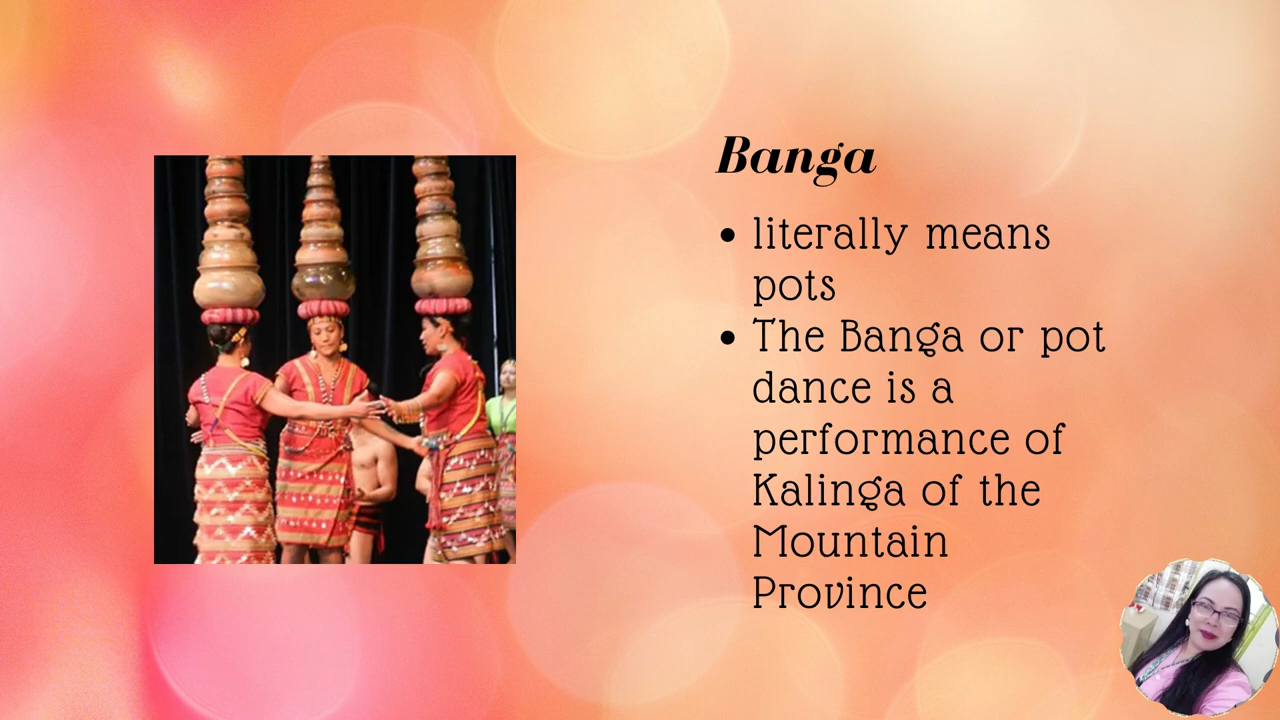 Banga
• literally means
pots
• The Banga or pot
dance is a
performance of
Kalinga of the
Mountain
Province